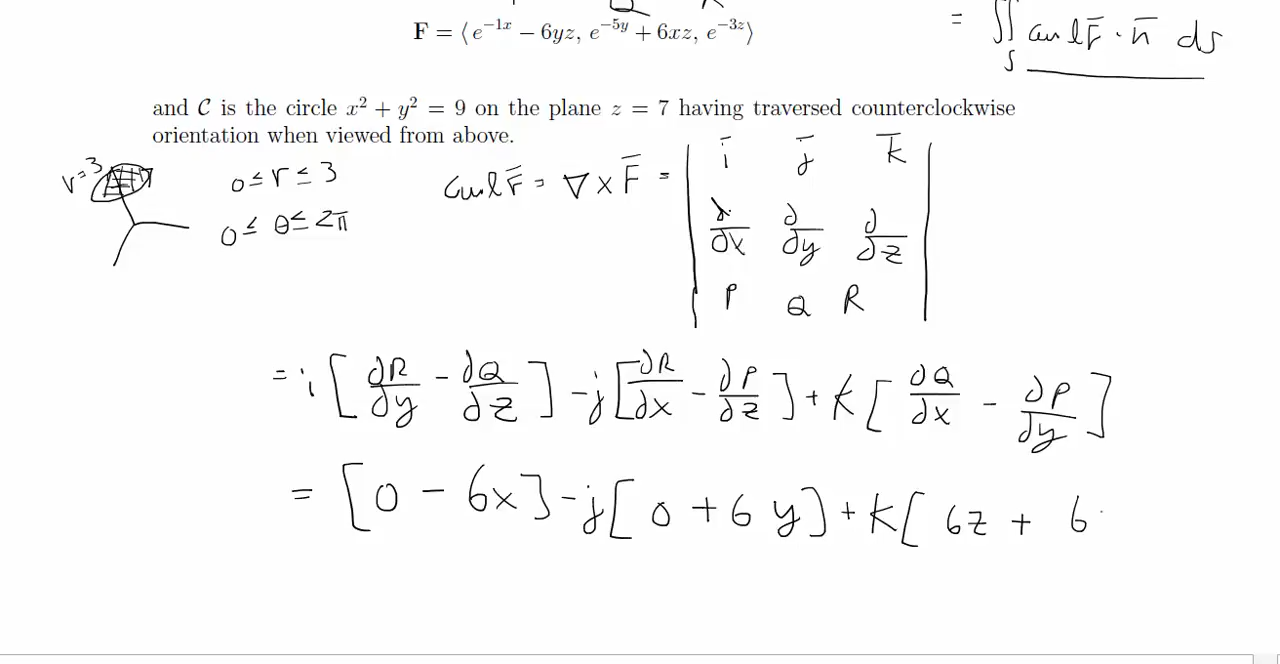 F = ⟨e^{-1x} − 6yz, e^{-5y} + 6xz, e^{-3z}⟩
= ∬_S curl F̄ · n̄ ds
and C is the circle x² + y² = 9 on the plane z = 7 having traversed counterclockwise
orientation when viewed from above.
r=3
0 ≤ r ≤ 3
0 ≤ θ ≤ 2π
Curl F̄ = ∇ × F̄ =
ī j̄ k̄
∂/∂x ∂/∂y ∂/∂z
P Q R
= i [∂R/∂y − ∂Q/∂z] − j [∂R/∂x − ∂P/∂z] + k [∂Q/∂x − ∂P/∂y]
= [0 − 6x] − j [0 + 6y] + k [6z + 6